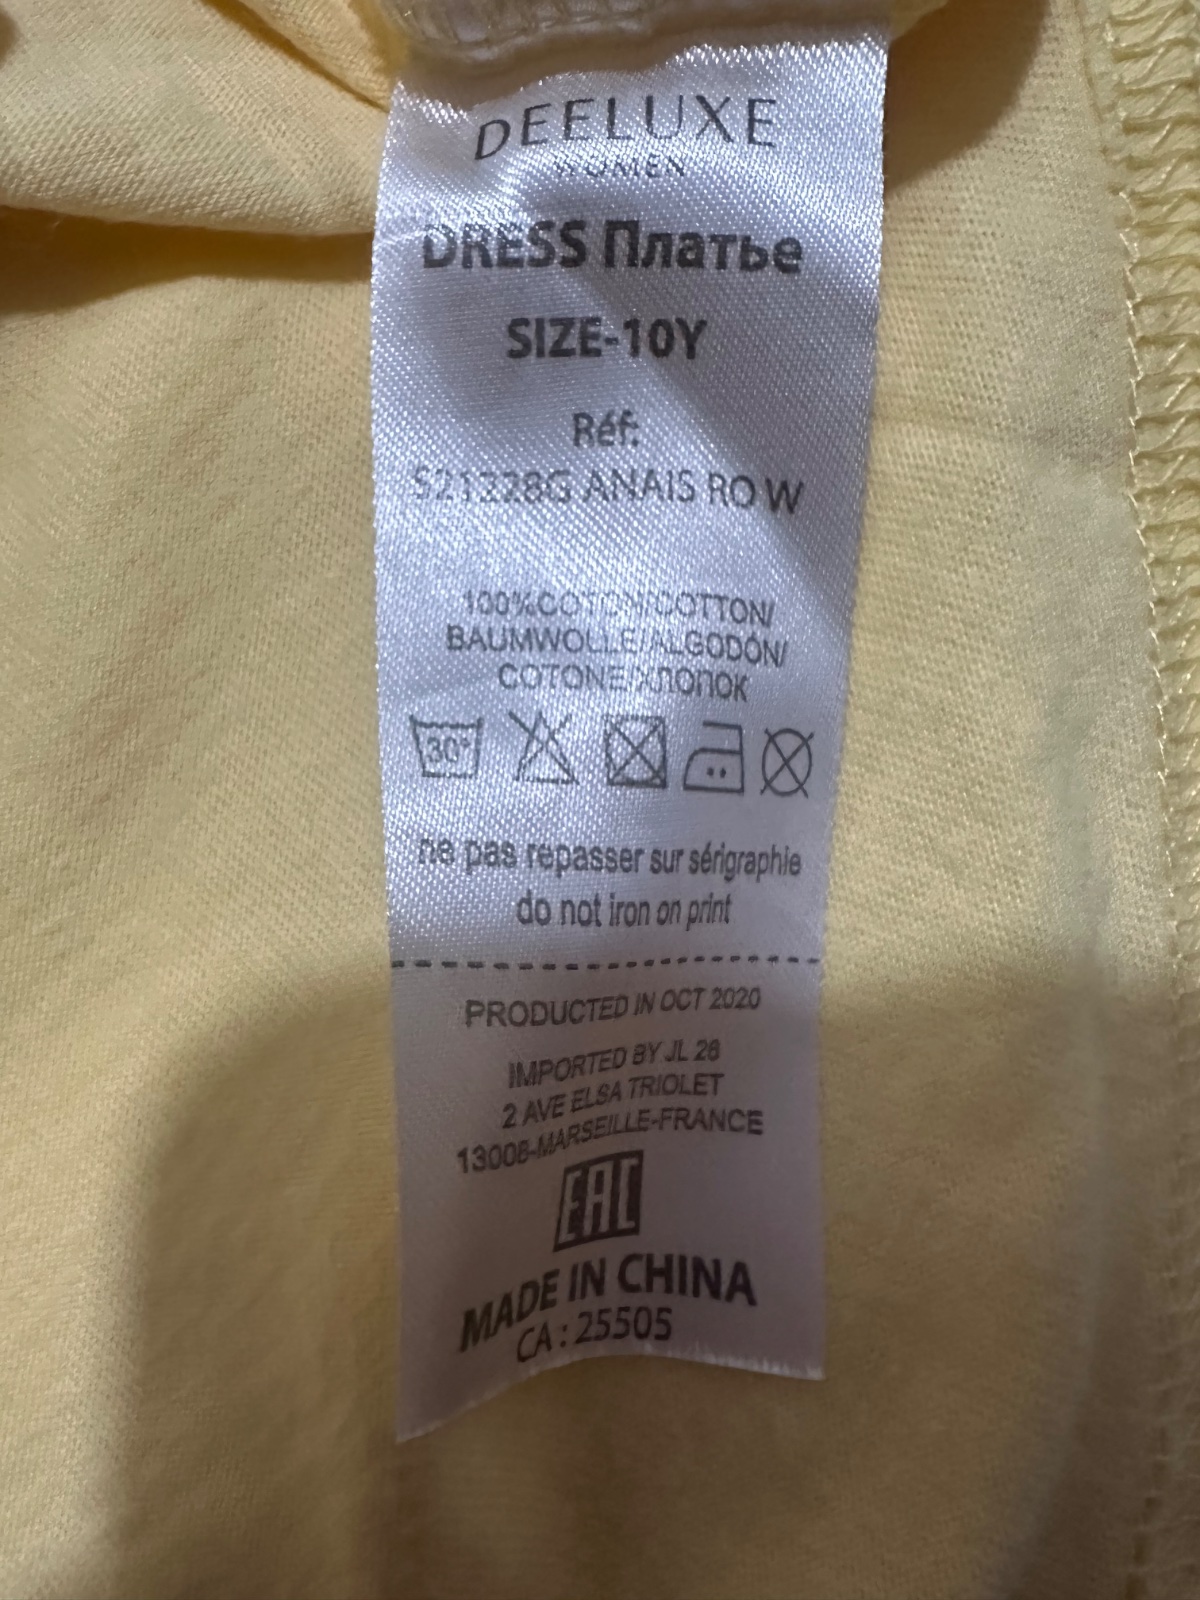 DEELUXE
WOMEN
DRESS Платье
SIZE-10Y
Réf:
S21328G ANAIS RO W
100%COTON/COTTON/
BAUMWOLLE/ALGODÓN/
COTONE/ХЛОПОК
30°
ne pas repasser sur sérigraphie
do not iron on print
PRODUCTED IN OCT 2020
IMPORTED BY JL 28
2 AVE ELSA TRIOLET
13008-MARSEILLE-FRANCE
EAC
MADE IN CHINA
CA : 25505